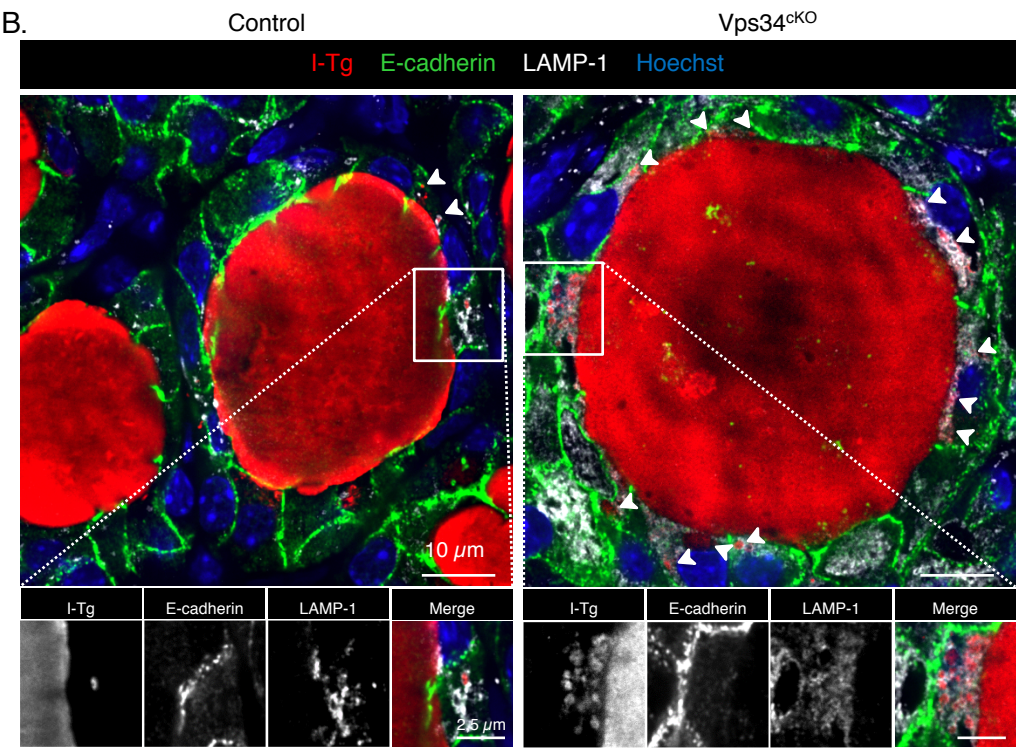 B.
Control Vps34cKO
I-Tg E-cadherin LAMP-1 Hoechst
10 µm
I-Tg E-cadherin LAMP-1 Merge I-Tg E-cadherin LAMP-1 Merge
2,5 µm